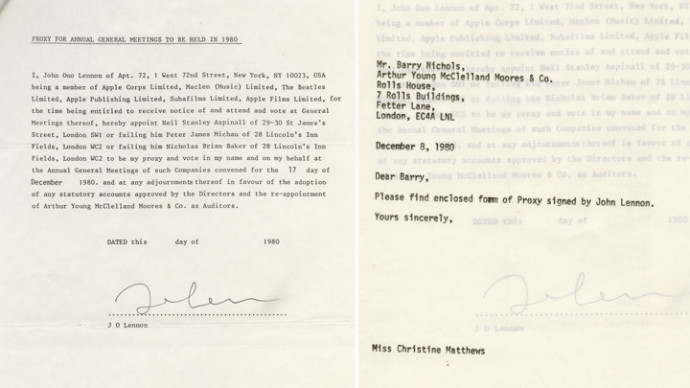 PROXY FOR ANNUAL GENERAL MEETINGS TO BE HELD IN 1980
I, John Ono Lennon of Apt. 72, 1 West 72nd Street, New York, NY 10023, USA
being a member of Apple Corps Limited, Maclen (Music) Limited, The Beatles
Limited, Apple Publishing Limited, Subafilms Limited, Apple Films Limited, for
the time being entitled to receive notice of and attend and vote at General
Meetings thereof, hereby appoint Neil Stanley Aspinall of 29-30 St James's
Street, London SW1 or failing him Peter James Michau of 28 Lincoln's Inn
Fields, London WC2 or failing him Nicholas Brian Baker of 28 Lincoln's Inn
Fields, London WC2 to be my proxy and vote in my name and on my behalf at
the Annual General Meetings of such Companies convened for the 17 day of
December 1980. and at any adjournments thereof in favour of the adoption
of any statutory accounts approved by the Directors and the re-appointment
of Arthur Young McClelland Moores & Co. as Auditors.
DATED this day of 1980
J O Lennon
Mr. Barry Nichols,
Arthur Young McClelland Moores & Co.
Rolls House,
7 Rolls Buildings,
Fetter Lane,
London, EC4A LNL
December 8, 1980
Dear Barry,
Please find enclosed form of Proxy signed by John Lennon.
Yours sincerely,
DATED this day of 1980
J O Lennon
Miss Christine Matthews